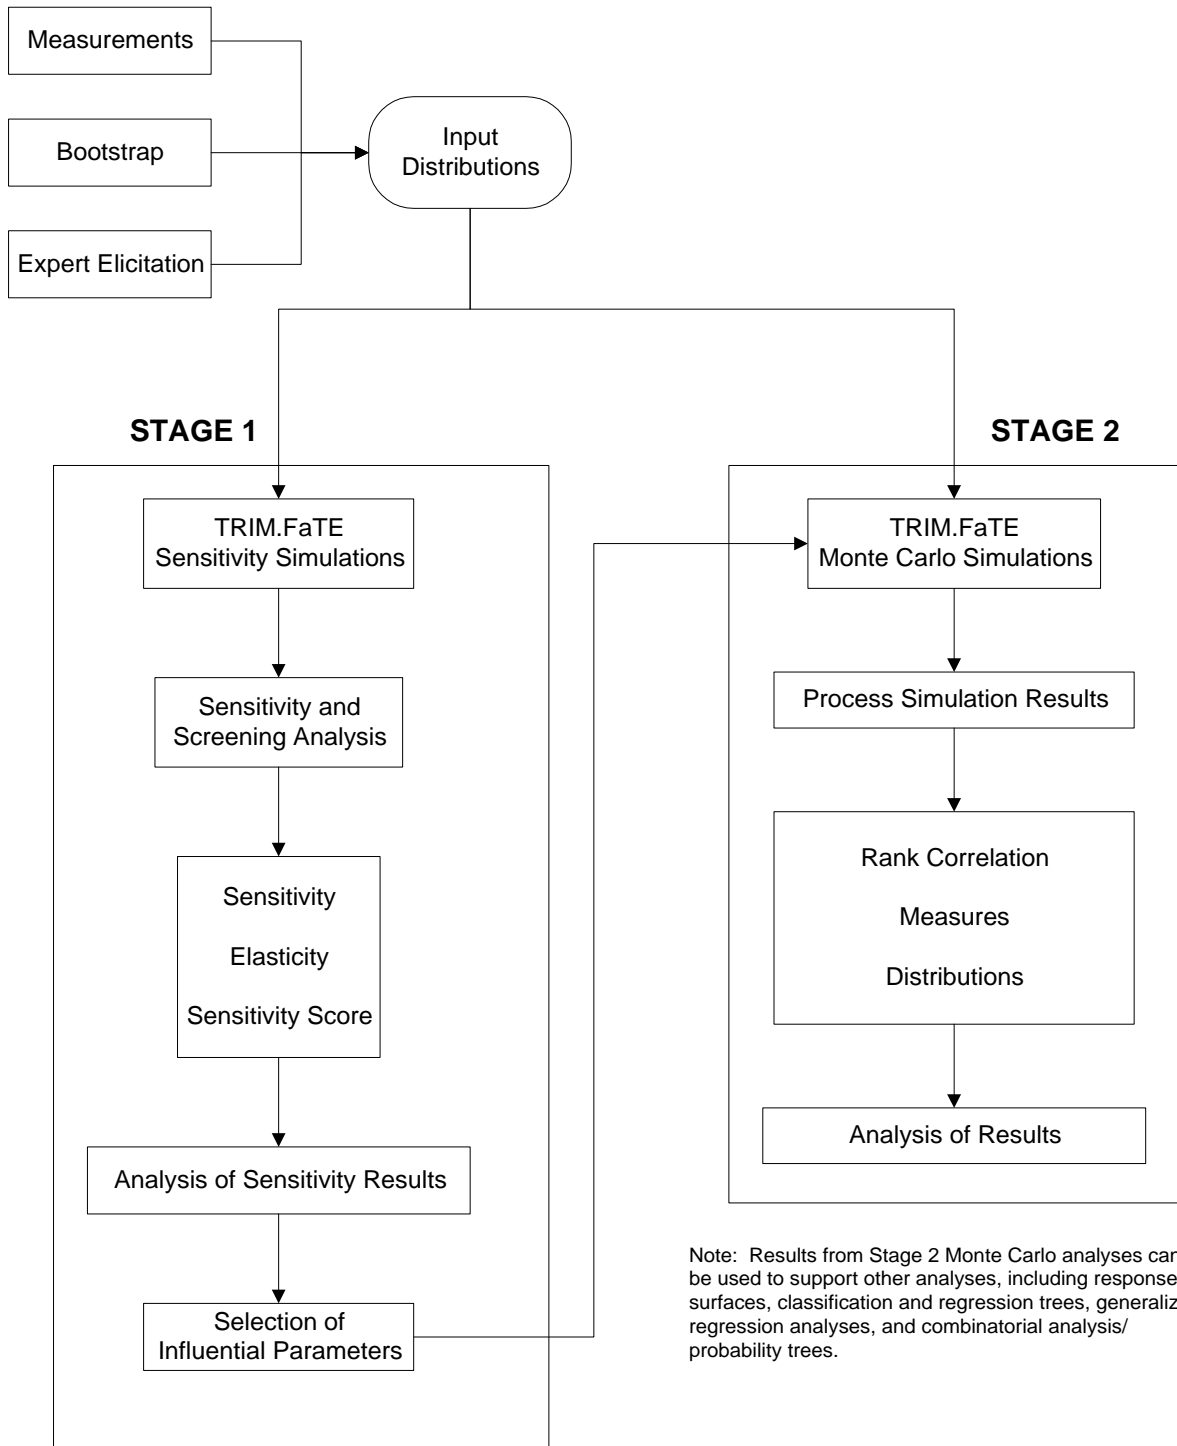 Measurements
Bootstrap
Expert Elicitation
Input
Distributions
STAGE 1
TRIM.FaTE
Sensitivity Simulations
Sensitivity and
Screening Analysis
Sensitivity
Elasticity
Sensitivity Score
Analysis of Sensitivity Results
Selection of
Influential Parameters
STAGE 2
TRIM.FaTE
Monte Carlo Simulations
Process Simulation Results
Rank Correlation
Measures
Distributions
Analysis of Results
Note:  Results from Stage 2 Monte Carlo analyses can
be used to support other analyses, including response
surfaces, classification and regression trees,
regression analyses, and combinatorial analysis/
probability trees.